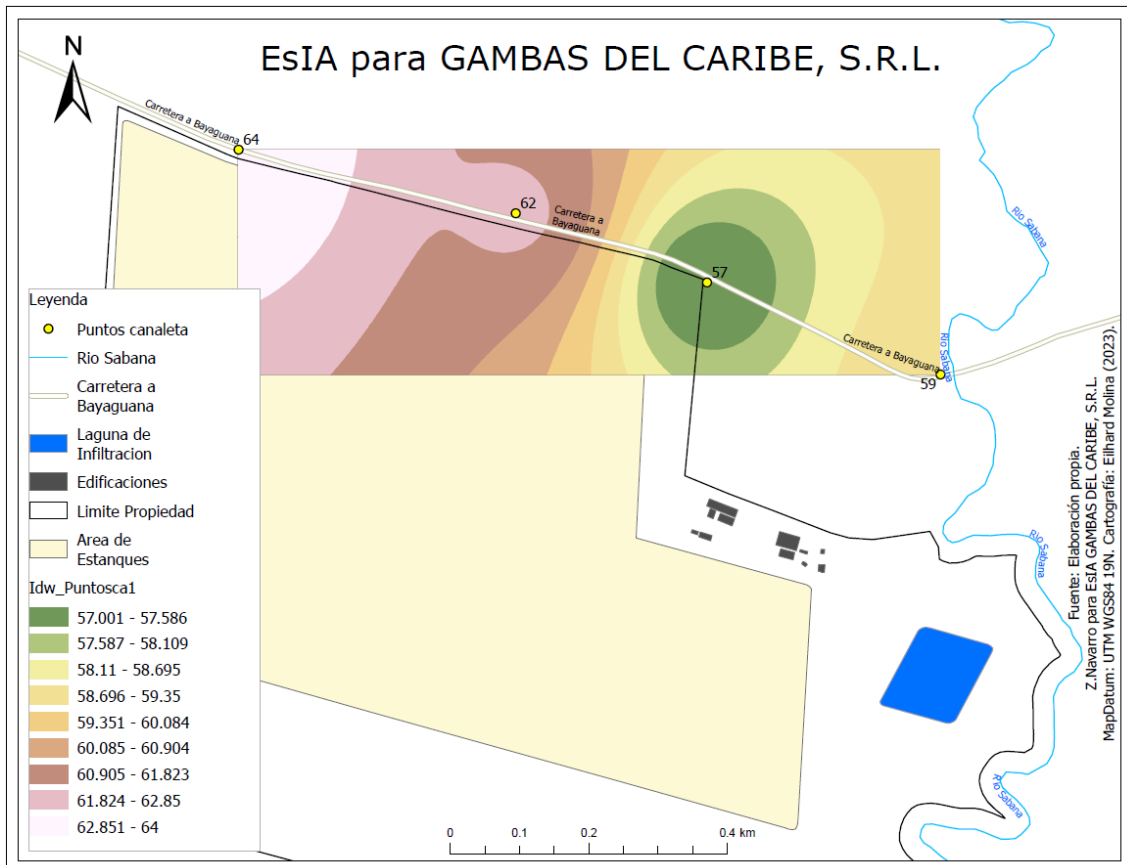 EsIA para GAMBAS DEL CARIBE, S.R.L.
N
Carretera a Bayaguana
64
62
Carretera a
Bayaguana
57
Carretera a Bayaguana
59
Rio Sabana
Rio Sabana
Rio Sabana
Rio Sabana
Leyenda
Puntos canaleta
Rio Sabana
Carretera a
Bayaguana
Laguna de
Infiltracion
Edificaciones
Limite Propiedad
Area de
Estanques
Idw_Puntosca1
57.001 - 57.586
57.587 - 58.109
58.11 - 58.695
58.696 - 59.35
59.351 - 60.084
60.085 - 60.904
60.905 - 61.823
61.824 - 62.85
62.851 - 64
0 0.1 0.2 0.4 km
Fuente: Elaboración propia.
Z.Navarro para EsIA GAMBAS DEL CARIBE, S.R.L.
MapDatum: UTM WGS84 19N. Cartografía: Eilhard Molina (2023).